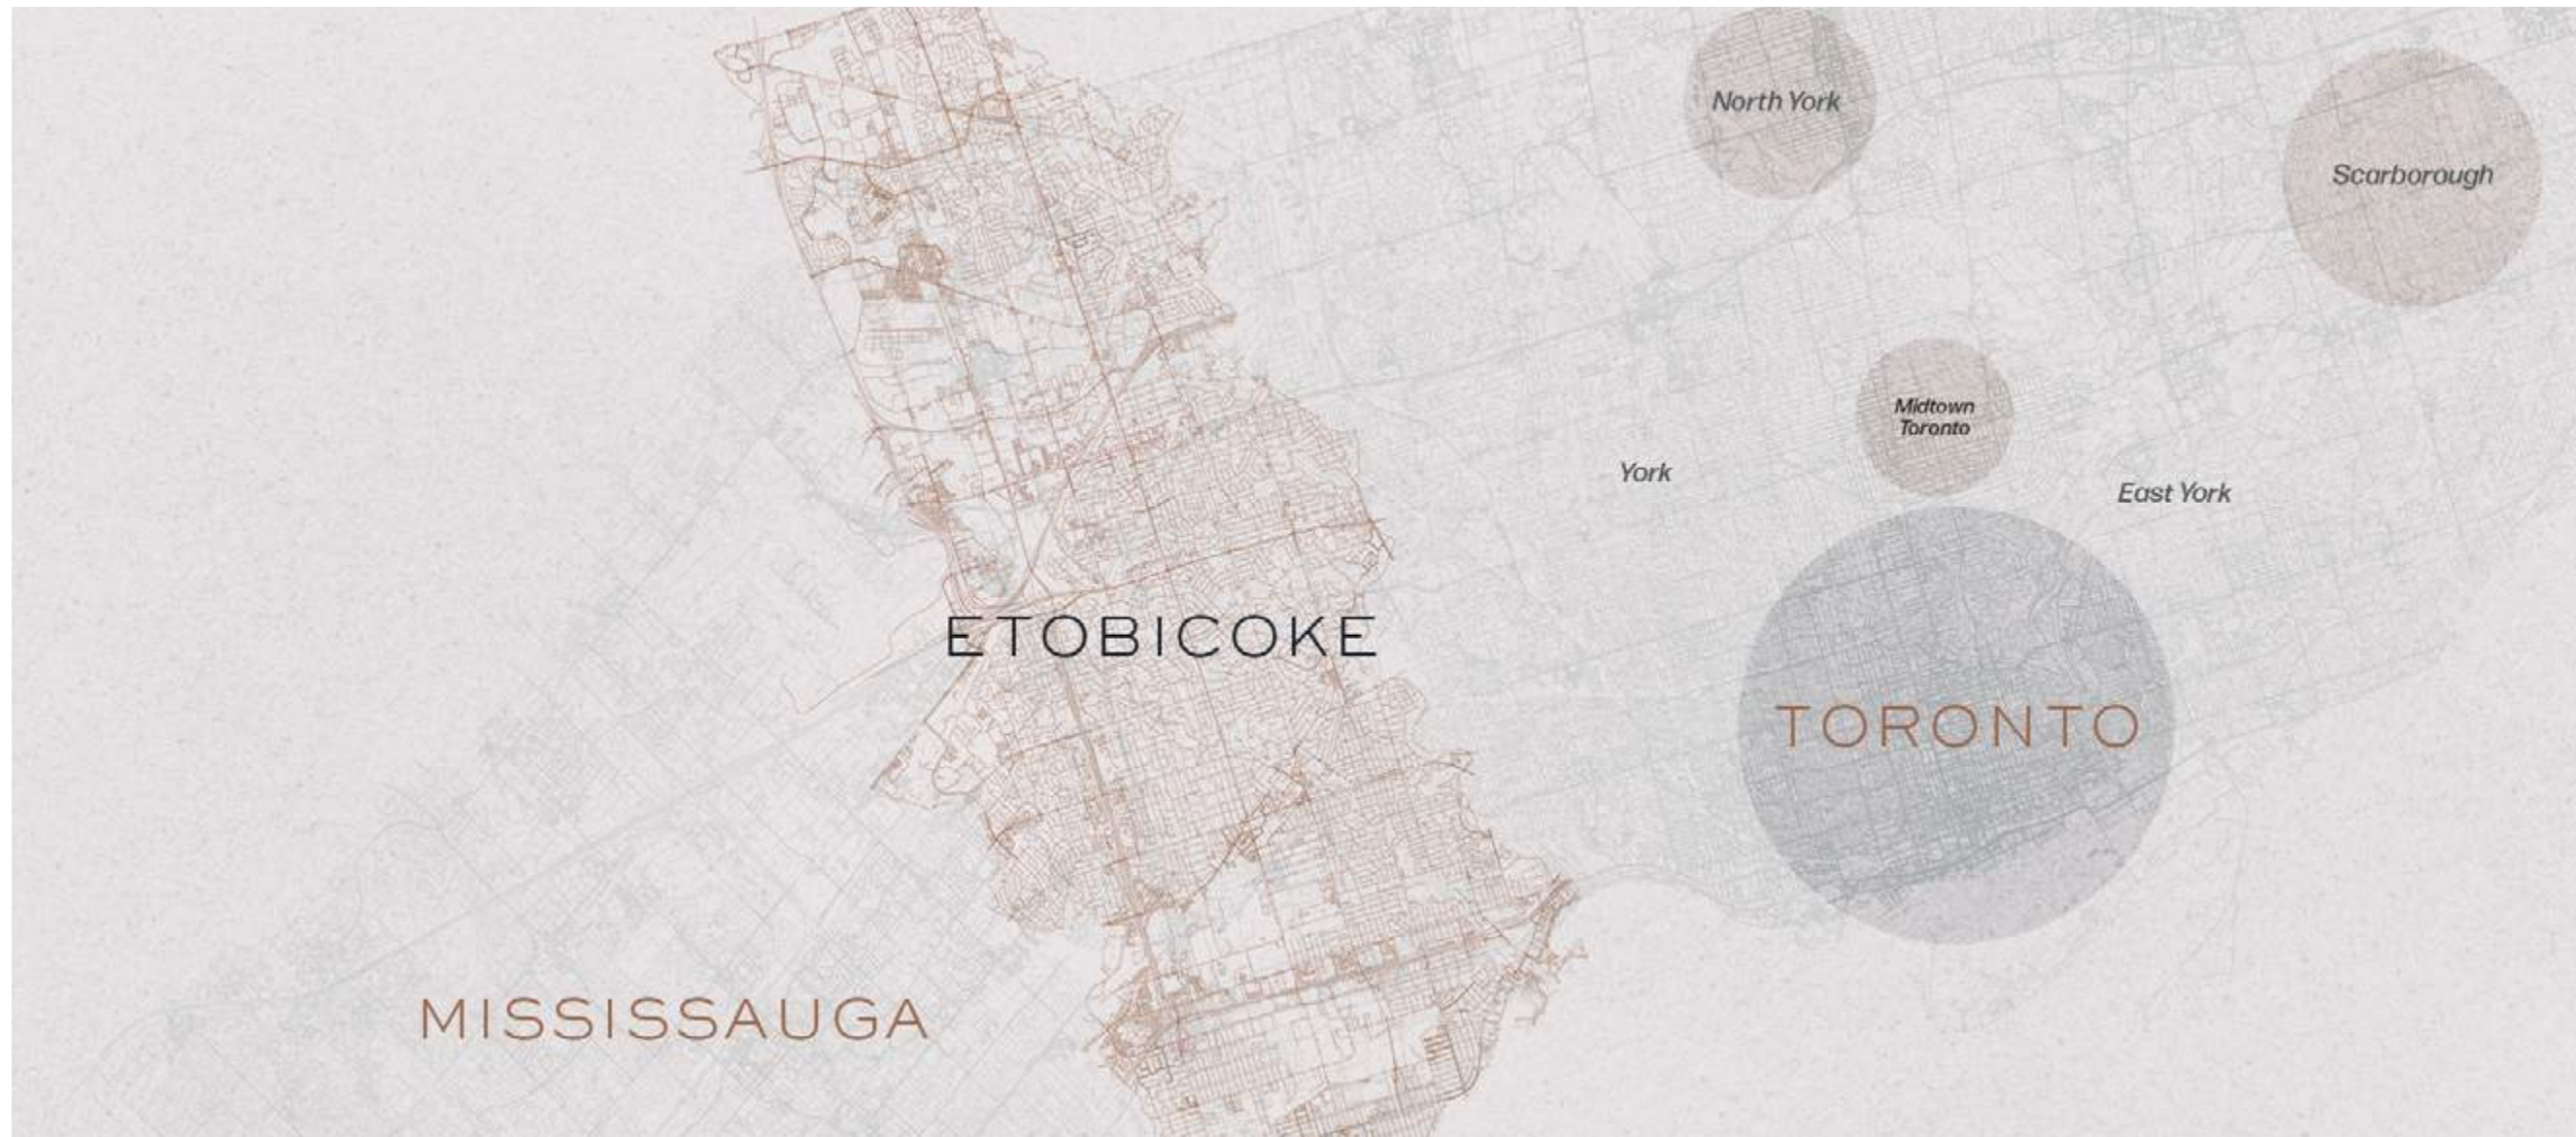 North York
Scarborough
Midtown
Toronto
York
East York
ETOBICOKE
TORONTO
MISSISSAUGA